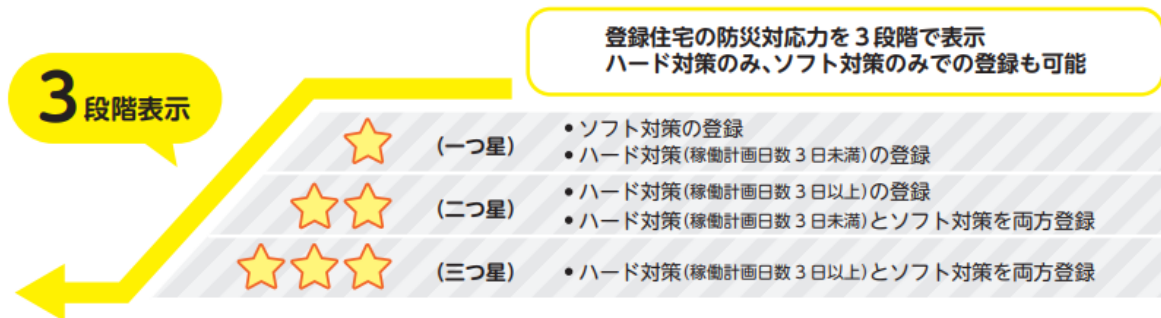 登録住宅の防災対応力を３段階で表示
ハード対策のみ、ソフト対策のみでの登録も可能
3段階表示
(一つ星)
• ソフト対策の登録
• ハード対策(稼働計画日数３日未満)の登録
(二つ星)
• ハード対策(稼働計画日数３日以上)の登録
• ハード対策(稼働計画日数３日未満)とソフト対策を両方登録
(三つ星)
• ハード対策(稼働計画日数３日以上)とソフト対策を両方登録